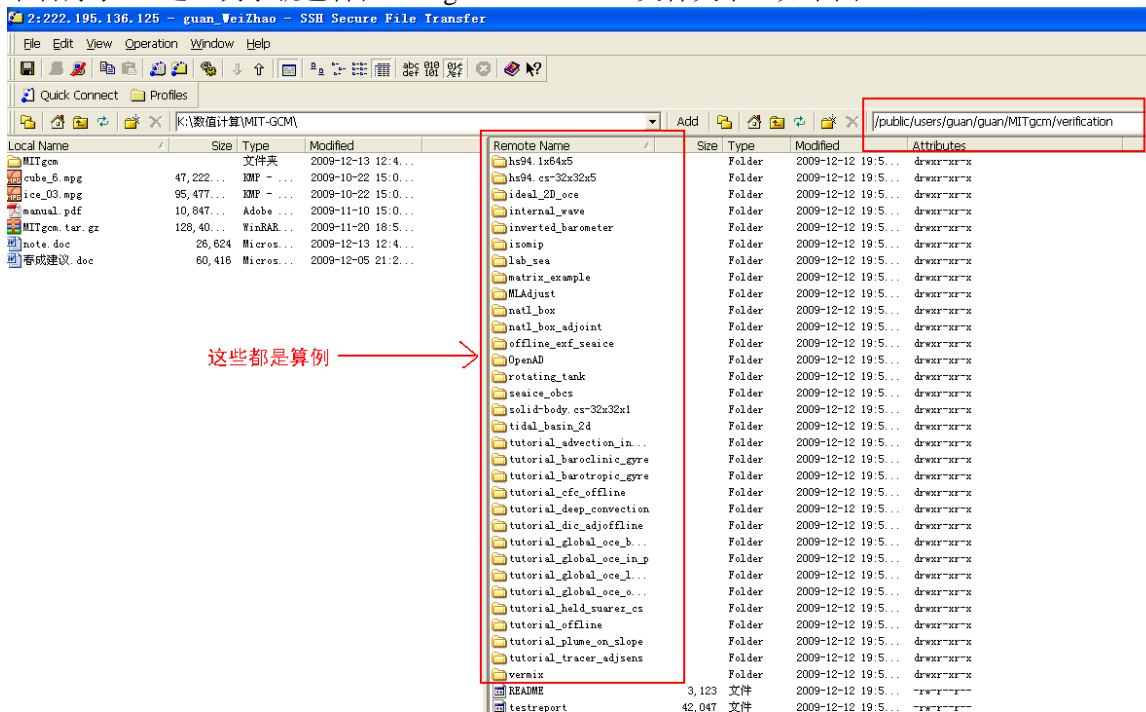 2:222.195.136.125 - guan_WeiZhao - SSH Secure File Transfer
File Edit View Operation Window Help
Quick Connect Profiles
K:\数值计算\MIT-GCM\ Add /public/users/guan/guan/MITgcm/verification
Local Name / Size Type Modified
MITgcm 文件夹 2009-12-13 12:4...
cube_6.mpg 47,222... KMP - ... 2009-10-22 15:0...
ice_03.mpg 95,477... KMP - ... 2009-10-22 15:0...
manual.pdf 10,847... Adobe ... 2009-11-10 15:0...
MITgcm.tar.gz 128,40... WinRAR... 2009-11-20 18:5...
note.doc 26,624 Micros... 2009-12-13 12:4...
春成建议.doc 60,416 Micros... 2009-12-05 21:2...
这些都是算例
Remote Name / Size Type Modified Attributes
hs94.1x64x5 Folder 2009-12-12 19:5... drwxr-xr-x
hs94.cs-32x32x5 Folder 2009-12-12 19:5... drwxr-xr-x
ideal_2D_oce Folder 2009-12-12 19:5... drwxr-xr-x
internal_wave Folder 2009-12-12 19:5... drwxr-xr-x
inverted_barometer Folder 2009-12-12 19:5... drwxr-xr-x
isomip Folder 2009-12-12 19:5... drwxr-xr-x
lab_sea Folder 2009-12-12 19:5... drwxr-xr-x
matrix_example Folder 2009-12-12 19:5... drwxr-xr-x
MLAdjust Folder 2009-12-12 19:5... drwxr-xr-x
natl_box Folder 2009-12-12 19:5... drwxr-xr-x
natl_box_adjoint Folder 2009-12-12 19:5... drwxr-xr-x
offline_exf_seaice Folder 2009-12-12 19:5... drwxr-xr-x
OpenAD Folder 2009-12-12 19:5... drwxr-xr-x
rotating_tank Folder 2009-12-12 19:5... drwxr-xr-x
seaice_obcs Folder 2009-12-12 19:5... drwxr-xr-x
solid-body.cs-32x32x1 Folder 2009-12-12 19:5... drwxr-xr-x
tidal_basin_2d Folder 2009-12-12 19:5... drwxr-xr-x
tutorial_advection_in... Folder 2009-12-12 19:5... drwxr-xr-x
tutorial_baroclinic_gyre Folder 2009-12-12 19:5... drwxr-xr-x
tutorial_barotropic_gyre Folder 2009-12-12 19:5... drwxr-xr-x
tutorial_cfc_offline Folder 2009-12-12 19:5... drwxr-xr-x
tutorial_deep_convection Folder 2009-12-12 19:5... drwxr-xr-x
tutorial_dic_adjoffline Folder 2009-12-12 19:5... drwxr-xr-x
tutorial_global_oce_b... Folder 2009-12-12 19:5... drwxr-xr-x
tutorial_global_oce_in_p Folder 2009-12-12 19:5... drwxr-xr-x
tutorial_global_oce_l... Folder 2009-12-12 19:5... drwxr-xr-x
tutorial_global_oce_o... Folder 2009-12-12 19:5... drwxr-xr-x
tutorial_held_suarez_cs Folder 2009-12-12 19:5... drwxr-xr-x
tutorial_offline Folder 2009-12-12 19:5... drwxr-xr-x
tutorial_plume_on_slope Folder 2009-12-12 19:5... drwxr-xr-x
tutorial_tracer_adjsens Folder 2009-12-12 19:5... drwxr-xr-x
vermix Folder 2009-12-12 19:5... drwxr-xr-x
README 3,123 文件 2009-12-12 19:5... -rw-r--r--
testreport 42,047 文件 2009-12-12 19:5... -rwxr-xr-x